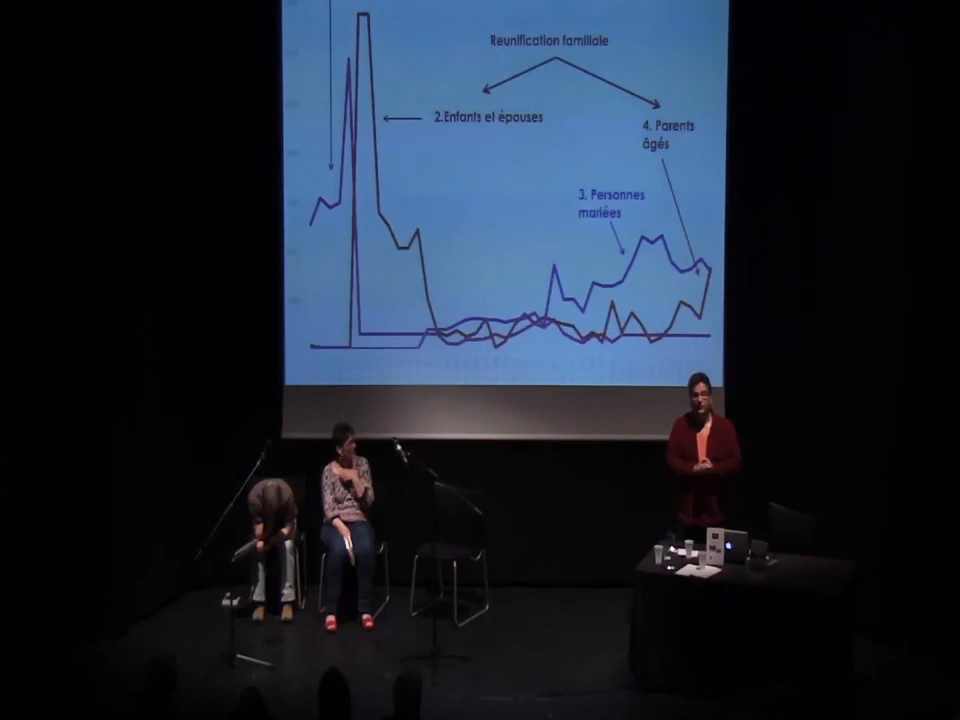 Reunification familiale
2.Enfants et épouses
4. Parents
âgés
3. Personnes
mariées